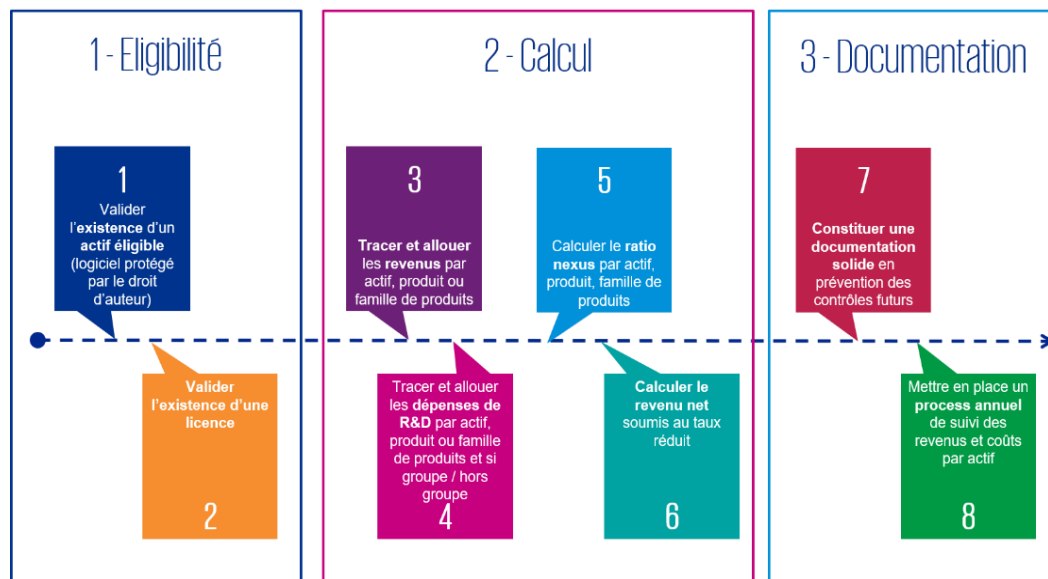 1 - Eligibilité
2 - Calcul
3 - Documentation
1
Valider
l'existence d'un
actif éligible
(logiciel protégé
par le droit
d'auteur)
Valider
l'existence d'une
licence
2
3
Tracer et allouer
les revenus par
actif, produit ou
famille de produits
Tracer et allouer
les dépenses de
R&D par actif,
produit ou famille
de produits et si
groupe / hors
groupe
4
5
Calculer le ratio
nexus par actif,
produit, famille de
produits
Calculer le
revenu net
soumis au taux
réduit
6
7
Constituer une
documentation
solide en
prévention des
contrôles futurs
Mettre en place un
process annuel
de suivi des
revenus et coûts
par actif
8